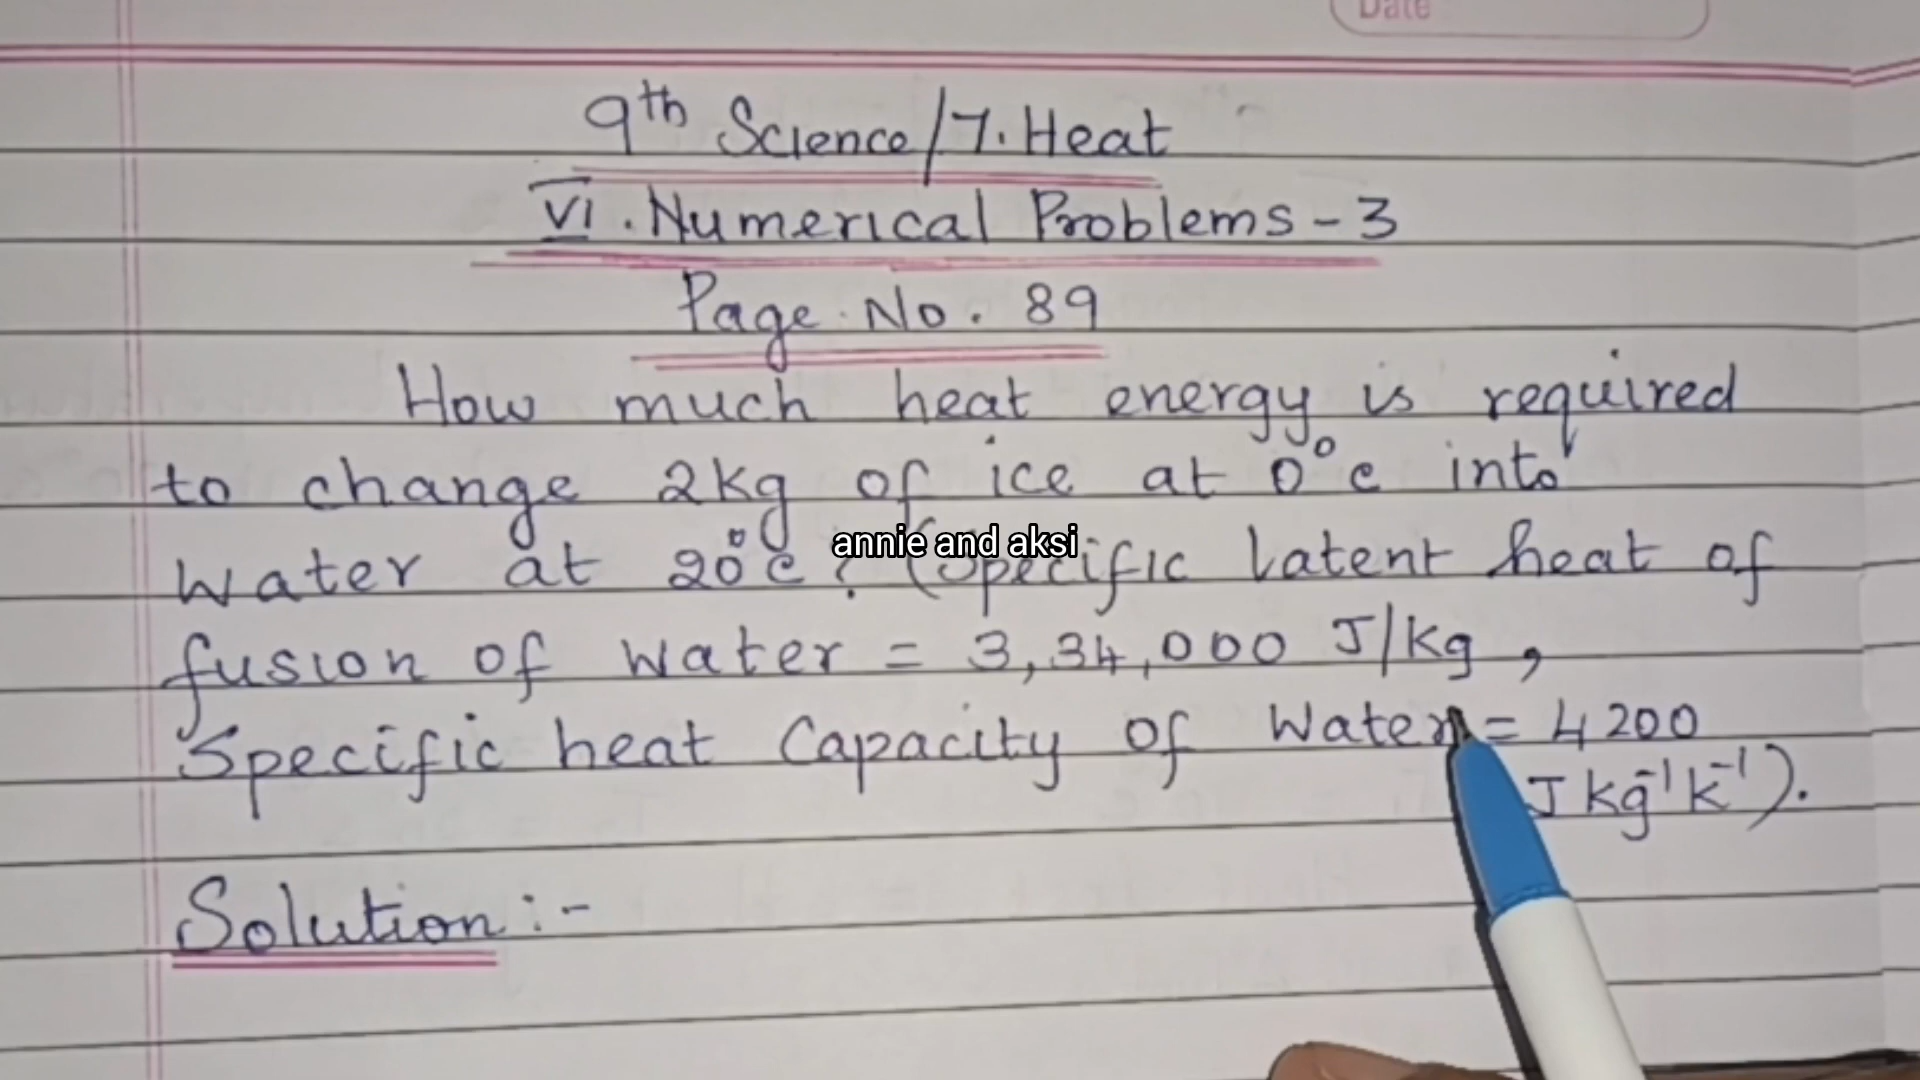 Date
9th Science/7. Heat
VI. Numerical Problems - 3
Page No. 89
How much heat energy is required
to change 2kg of ice at 0°c into
water at 20°c? (Specific latent heat of
annie and aksi
fusion of water = 3,34,000 J/kg,
Specific heat Capacity of Water = 4200
J kg⁻¹ k⁻¹).
Solution :-